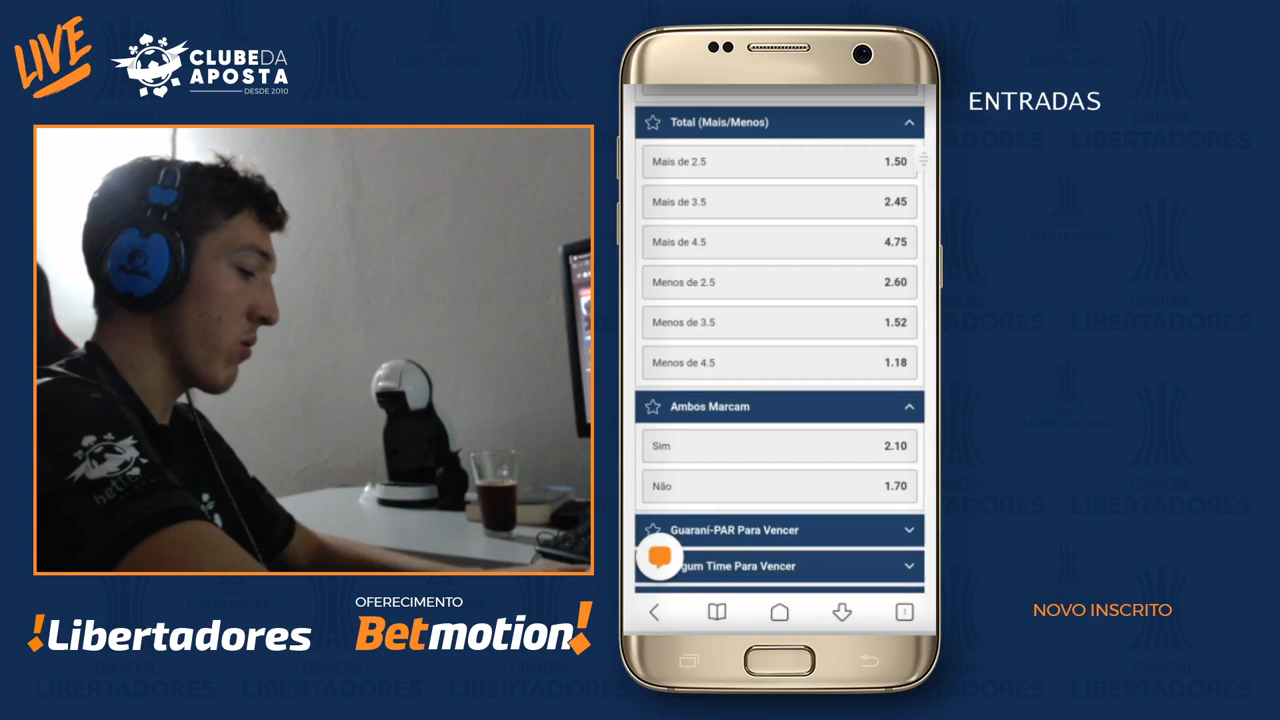 LIVE
CLUBEDA
APOSTA
DESDE 2010
ENTRADAS
Total (Mais/Menos)
Mais de 2.5 1.50
Mais de 3.5 2.45
Mais de 4.5 4.75
Menos de 2.5 2.60
Menos de 3.5 1.52
Menos de 4.5 1.18
Ambos Marcam
Sim 2.10
Não 1.70
Guaraní-PAR Para Vencer
Time Para Vencer
OFERECIMENTO
!Libertadores
Betmotion!
NOVO INSCRITO
CONMEBOL
LIBERTADORES